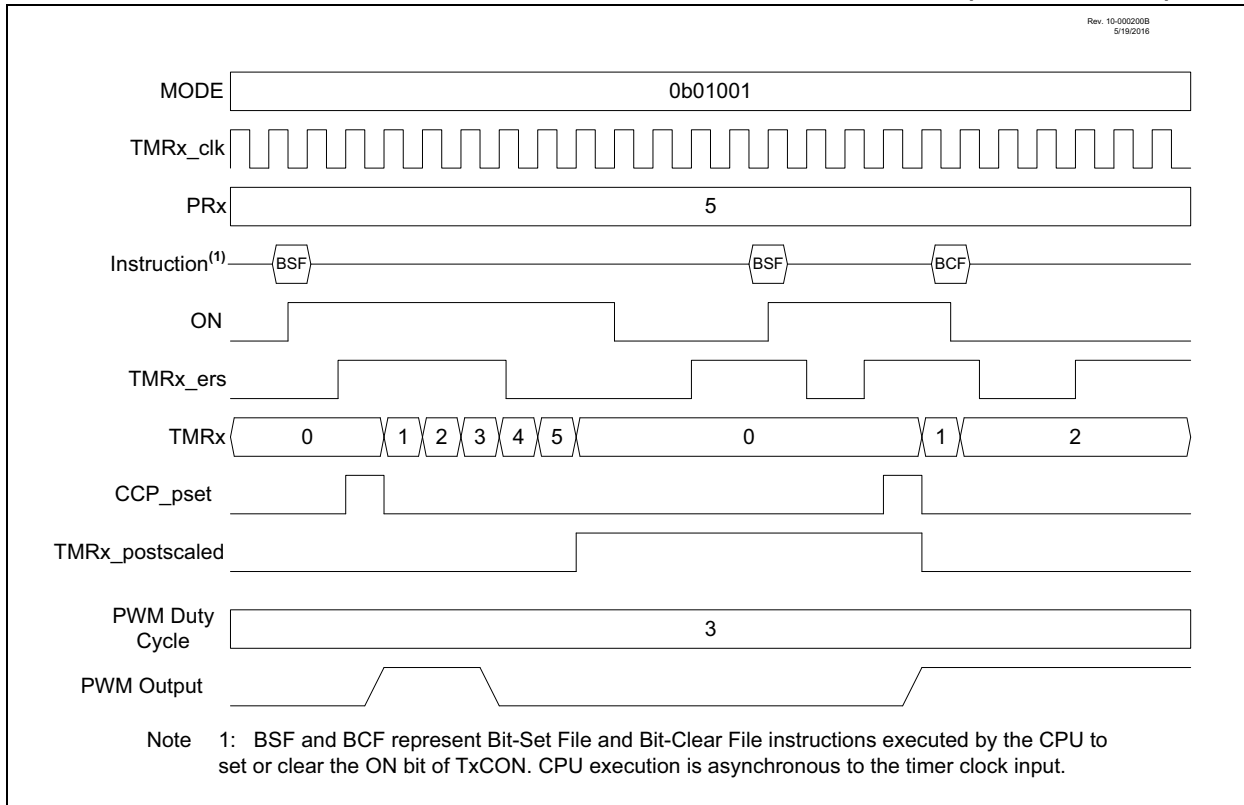 Rev. 10-000200B
5/19/2016
MODE 0b01001
TMRx_clk
PRx 5
Instruction(1) BSF BSF BCF
ON
TMRx_ers
TMRx 0 1 2 3 4 5 0 1 2
CCP_pset
TMRx_postscaled
PWM Duty
Cycle 3
PWM Output
Note 1: BSF and BCF represent Bit-Set File and Bit-Clear File instructions executed by the CPU to
set or clear the ON bit of TxCON. CPU execution is asynchronous to the timer clock input.